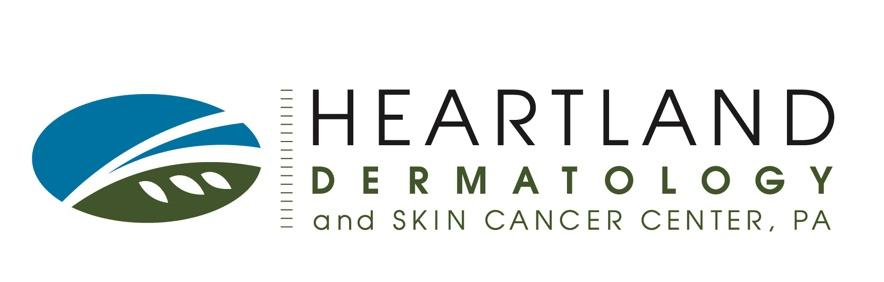 HEARTLAND
DERMATOLOGY
and SKIN CANCER CENTER, PA